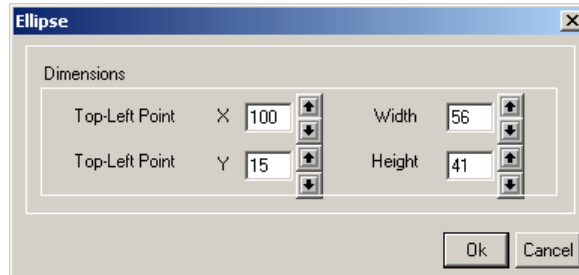 Ellipse
Dimensions
Top-Left Point X 100 Width 56
Top-Left Point Y 15 Height 41
Ok Cancel